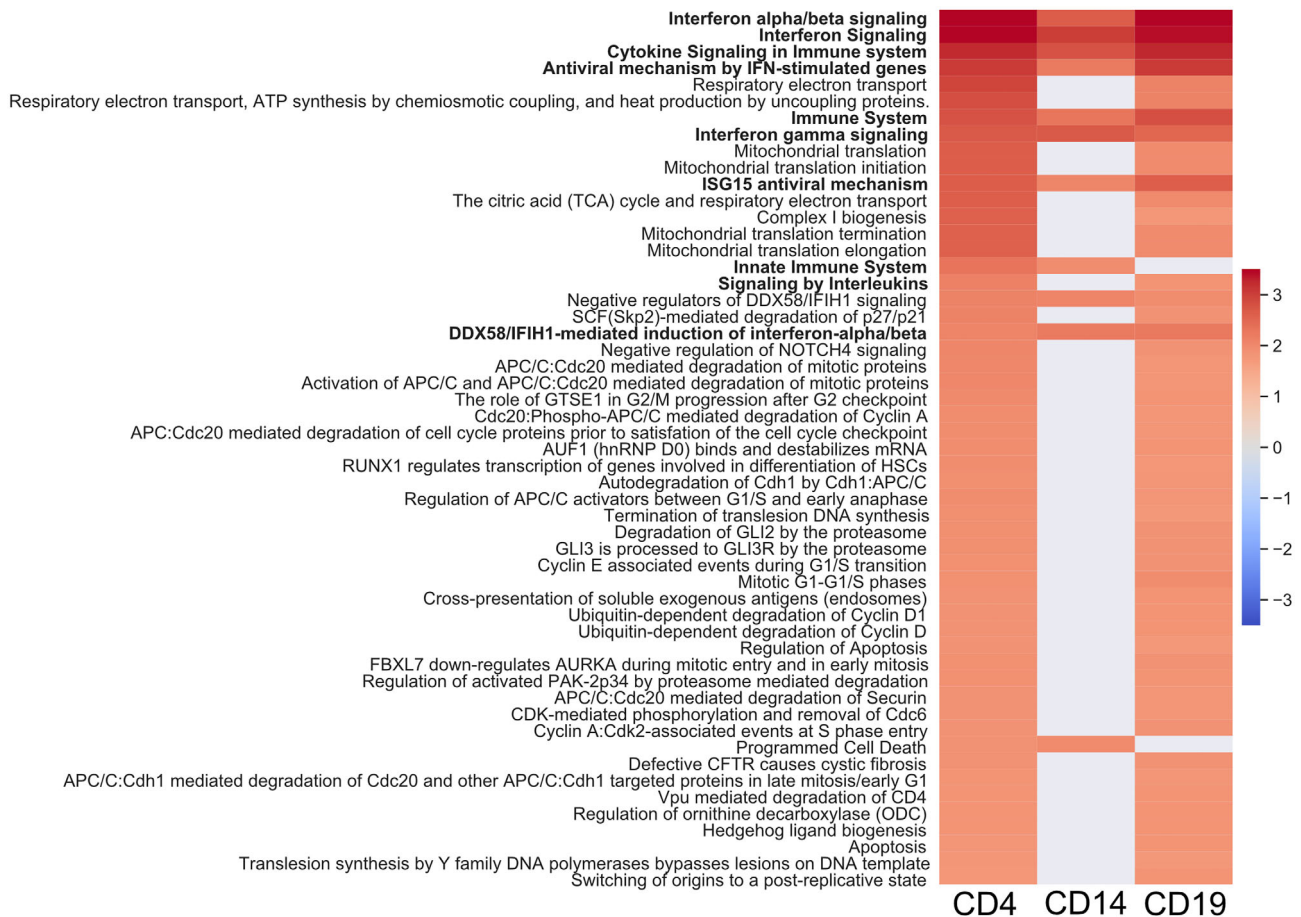 Interferon alpha/beta signaling
Interferon Signaling
Cytokine Signaling in Immune system
Antiviral mechanism by IFN-stimulated genes
Respiratory electron transport
Respiratory electron transport, ATP synthesis by chemiosmotic coupling, and heat production by uncoupling proteins.
Immune System
Interferon gamma signaling
Mitochondrial translation
Mitochondrial translation initiation
ISG15 antiviral mechanism
The citric acid (TCA) cycle and respiratory electron transport
Complex I biogenesis
Mitochondrial translation termination
Mitochondrial translation elongation
Innate Immune System
Signaling by Interleukins
Negative regulators of DDX58/IFIH1 signaling
SCF(Skp2)-mediated degradation of p27/p21
DDX58/IFIH1-mediated induction of interferon-alpha/beta
Negative regulation of NOTCH4 signaling
APC/C:Cdc20 mediated degradation of mitotic proteins
Activation of APC/C and APC/C:Cdc20 mediated degradation of mitotic proteins
The role of GTSE1 in G2/M progression after G2 checkpoint
Cdc20:Phospho-APC/C mediated degradation of Cyclin A
APC:Cdc20 mediated degradation of cell cycle proteins prior to satisfation of the cell cycle checkpoint
AUF1 (hnRNP D0) binds and destabilizes mRNA
RUNX1 regulates transcription of genes involved in differentiation of HSCs
Autodegradation of Cdh1 by Cdh1:APC/C
Regulation of APC/C activators between G1/S and early anaphase
Termination of translesion DNA synthesis
Degradation of GLI2 by the proteasome
GLI3 is processed to GLI3R by the proteasome
Cyclin E associated events during G1/S transition
Mitotic G1-G1/S phases
Cross-presentation of soluble exogenous antigens (endosomes)
Ubiquitin-dependent degradation of Cyclin D1
Ubiquitin-dependent degradation of Cyclin D
Regulation of Apoptosis
FBXL7 down-regulates AURKA during mitotic entry and in early mitosis
Regulation of activated PAK-2p34 by proteasome mediated degradation
APC/C:Cdc20 mediated degradation of Securin
CDK-mediated phosphorylation and removal of Cdc6
Cyclin A:Cdk2-associated events at S phase entry
Programmed Cell Death
Defective CFTR causes cystic fibrosis
APC/C:Cdh1 mediated degradation of Cdc20 and other APC/C:Cdh1 targeted proteins in late mitosis/early G1
Vpu mediated degradation of CD4
Regulation of ornithine decarboxylase (ODC)
Hedgehog ligand biogenesis
Apoptosis
Translesion synthesis by Y family DNA polymerases bypasses lesions on DNA template
Switching of origins to a post-replicative state
CD4 CD14 CD19
3
2
1
0
−1
−2
−3